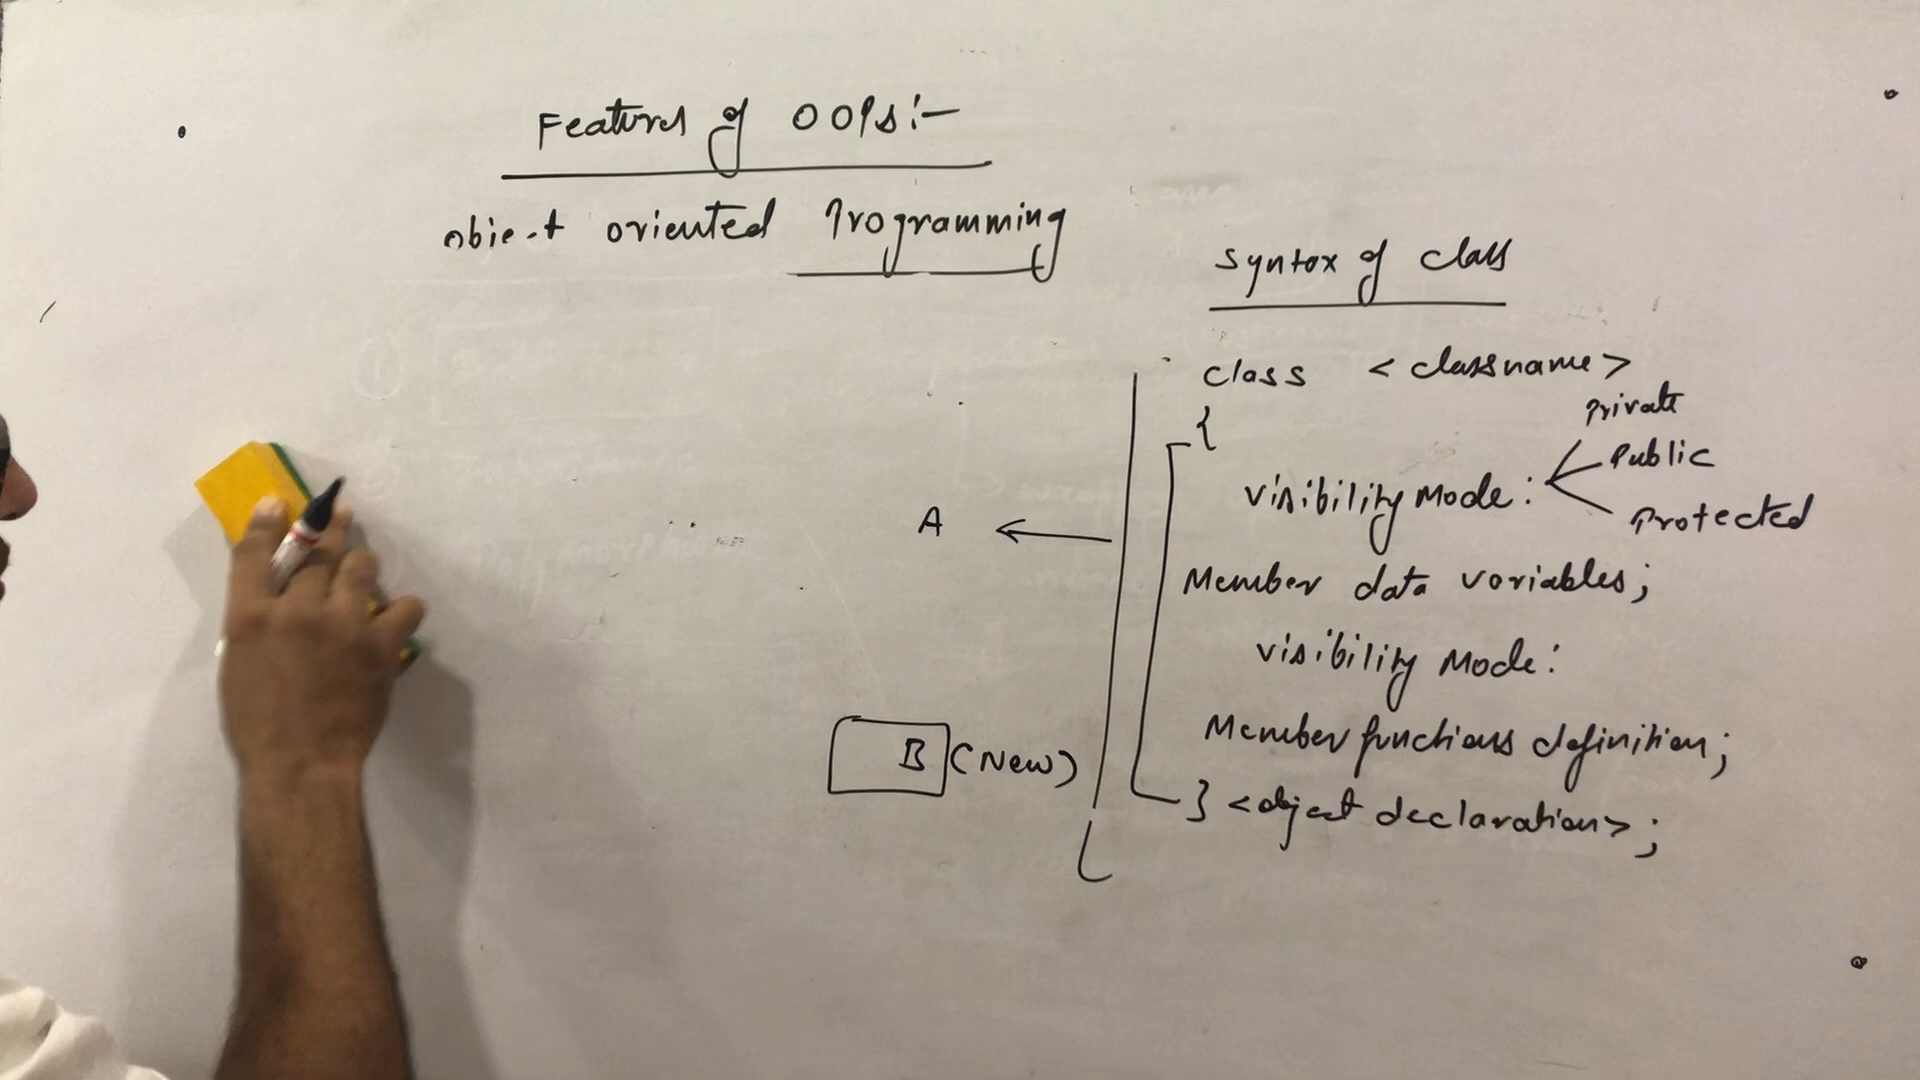 Features of OOPs:-
object oriented Programming
Syntax of class
class <classname>
{
Private
Visibility Mode: Public
Protected
A ←
Member data variables;
Visibility Mode:
Member functions definition;
B (New)
} <object declaration>;